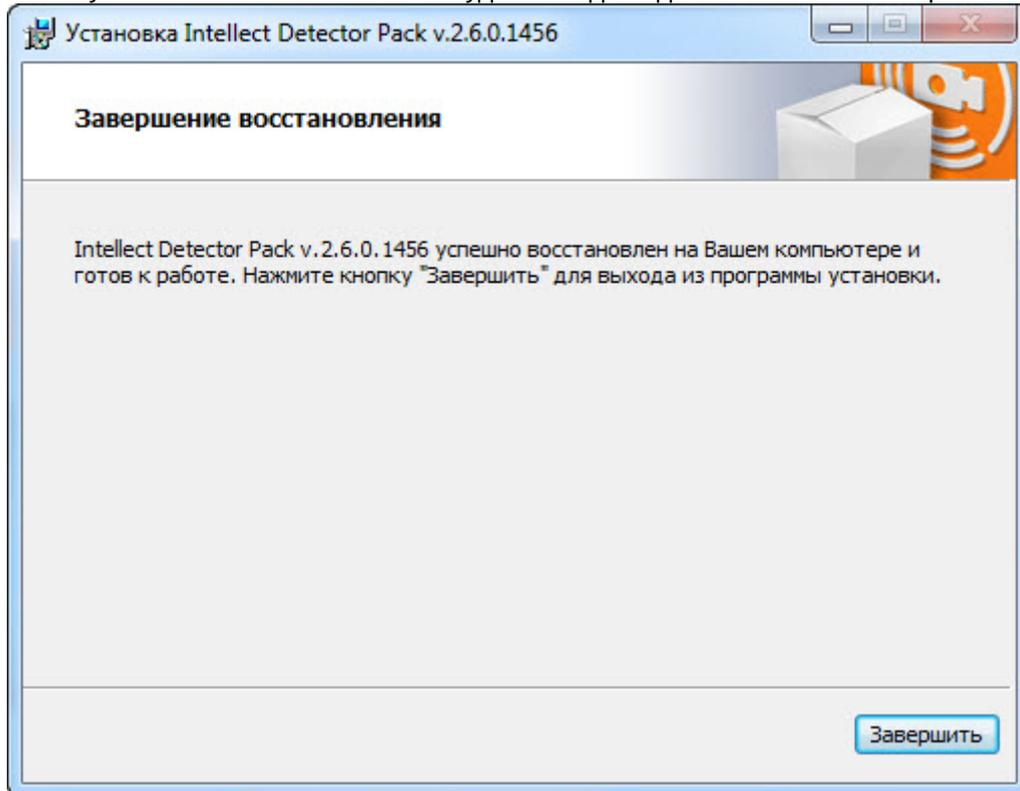 Установка Intellect Detector Pack v.2.6.0.1456
Завершение восстановления
Intellect Detector Pack v.2.6.0.1456 успешно восстановлен на Вашем компьютере и
готов к работе. Нажмите кнопку "Завершить" для выхода из программы установки.
Завершить